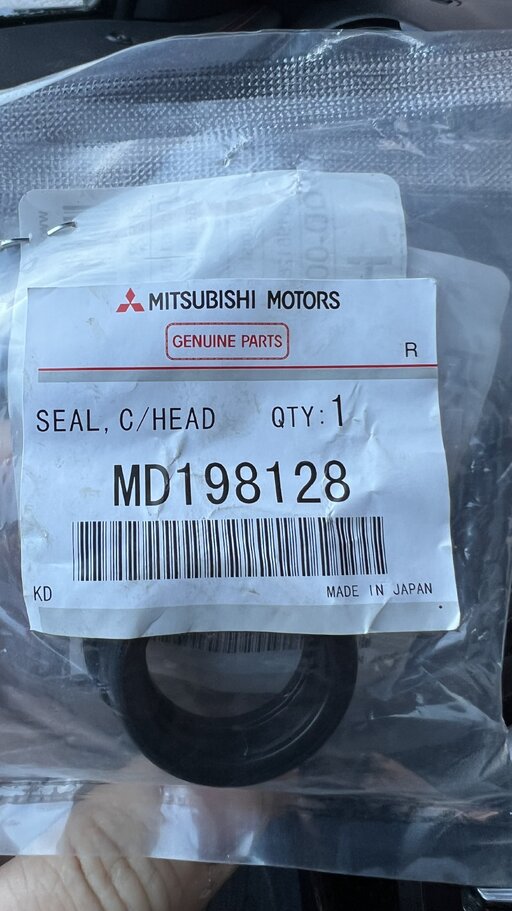 MITSUBISHI MOTORS
GENUINE PARTS
R
SEAL, C/HEAD QTY:1
MD198128
KD MADE IN JAPAN